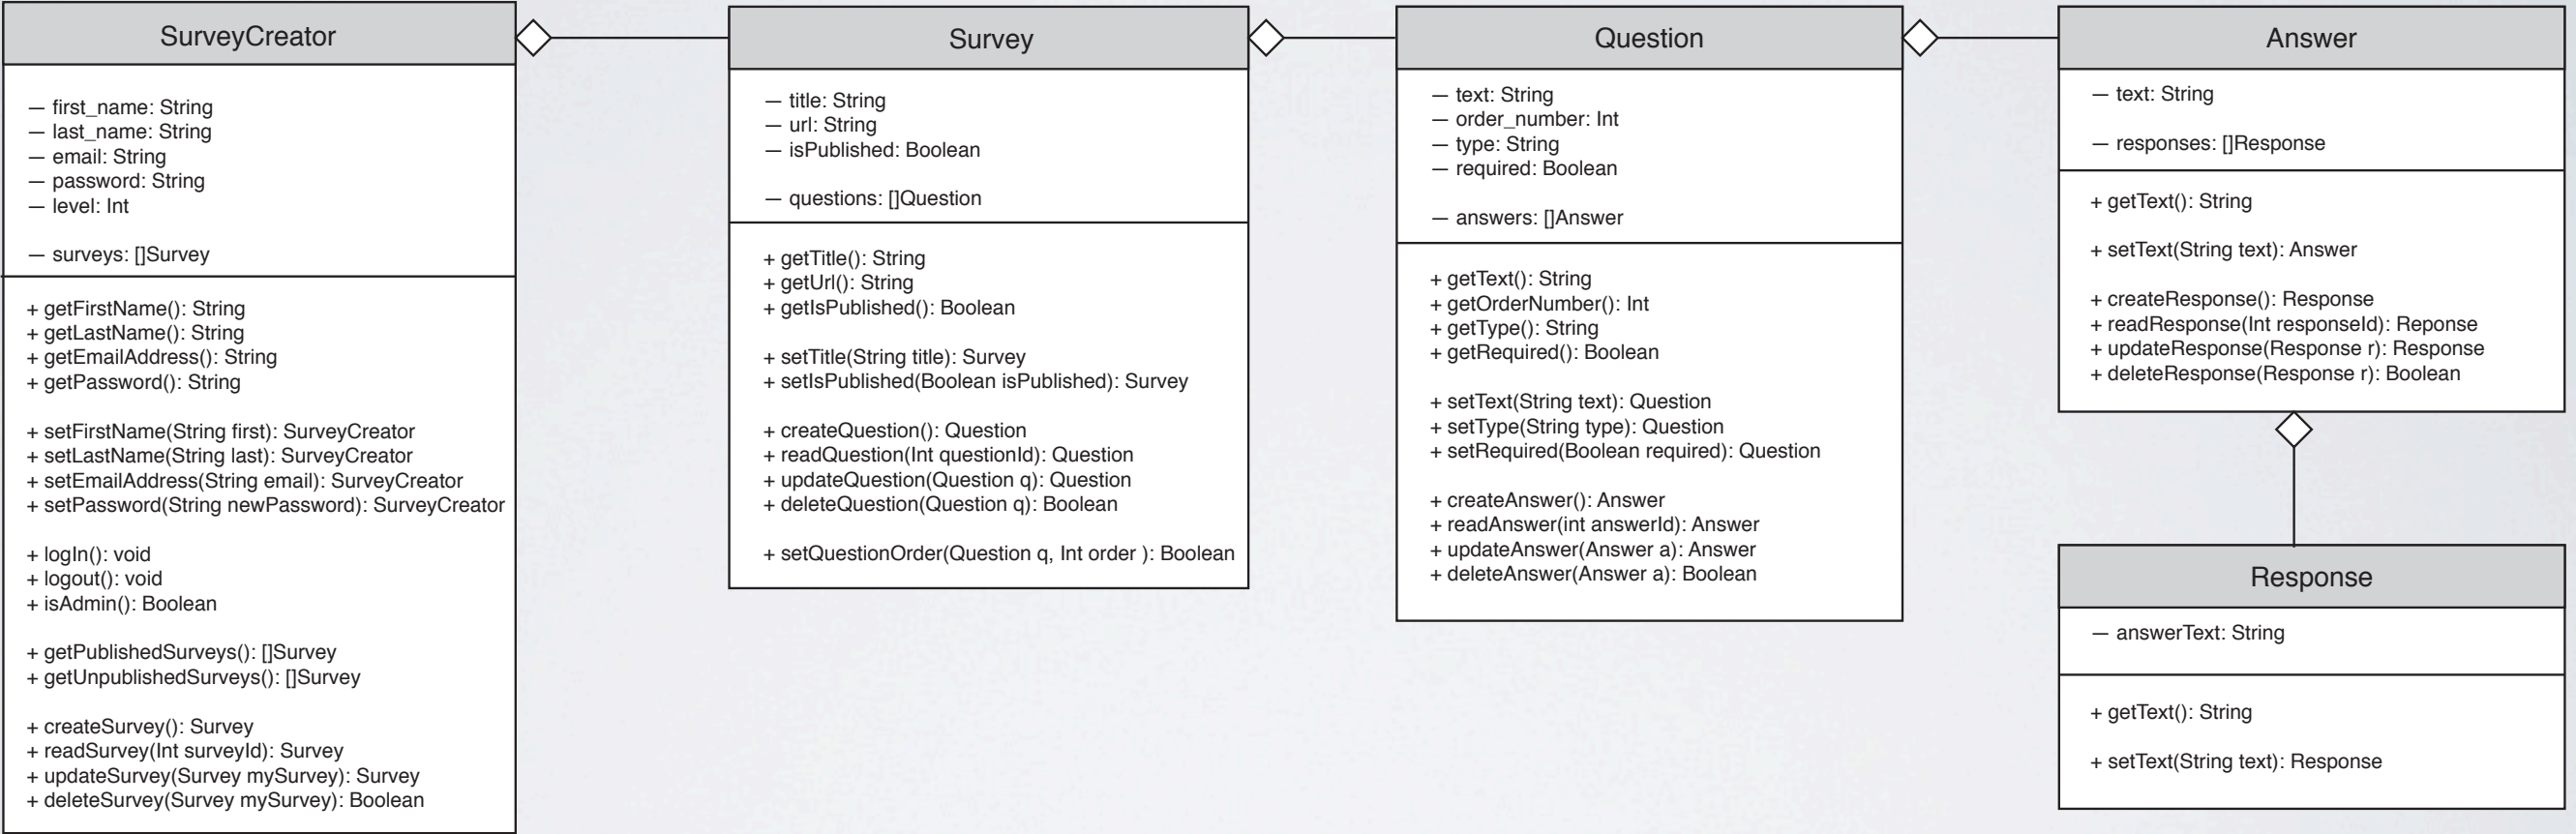 SurveyCreator
— first_name: String
— last_name: String
— email: String
— password: String
— level: Int
— surveys: []Survey
+ getFirstName(): String
+ getLastName(): String
+ getEmailAddress(): String
+ getPassword(): String
+ setFirstName(String first): SurveyCreator
+ setLastName(String last): SurveyCreator
+ setEmailAddress(String email): SurveyCreator
+ setPassword(String newPassword): SurveyCreator
+ logIn(): void
+ logout(): void
+ isAdmin(): Boolean
+ getPublishedSurveys(): []Survey
+ getUnpublishedSurveys(): []Survey
+ createSurvey(): Survey
+ readSurvey(Int surveyId): Survey
+ updateSurvey(Survey mySurvey): Survey
+ deleteSurvey(Survey mySurvey): Boolean
Survey
— title: String
— url: String
— isPublished: Boolean
— questions: []Question
+ getTitle(): String
+ getUrl(): String
+ getIsPublished(): Boolean
+ setTitle(String title): Survey
+ setIsPublished(Boolean isPublished): Survey
+ createQuestion(): Question
+ readQuestion(Int questionId): Question
+ updateQuestion(Question q): Question
+ deleteQuestion(Question q): Boolean
+ setQuestionOrder(Question q, Int order ): Boolean
Question
— text: String
— order_number: Int
— type: String
— required: Boolean
— answers: []Answer
+ getText(): String
+ getOrderNumber(): Int
+ getType(): String
+ getRequired(): Boolean
+ setText(String text): Question
+ setType(String type): Question
+ setRequired(Boolean required): Question
+ createAnswer(): Answer
+ readAnswer(int answerId): Answer
+ updateAnswer(Answer a): Answer
+ deleteAnswer(Answer a): Boolean
Answer
— text: String
— responses: []Response
+ getText(): String
+ setText(String text): Answer
+ createResponse(): Response
+ readResponse(Int responseId): Reponse
+ updateResponse(Response r): Response
+ deleteResponse(Response r): Boolean
Response
— answerText: String
+ getText(): String
+ setText(String text): Response